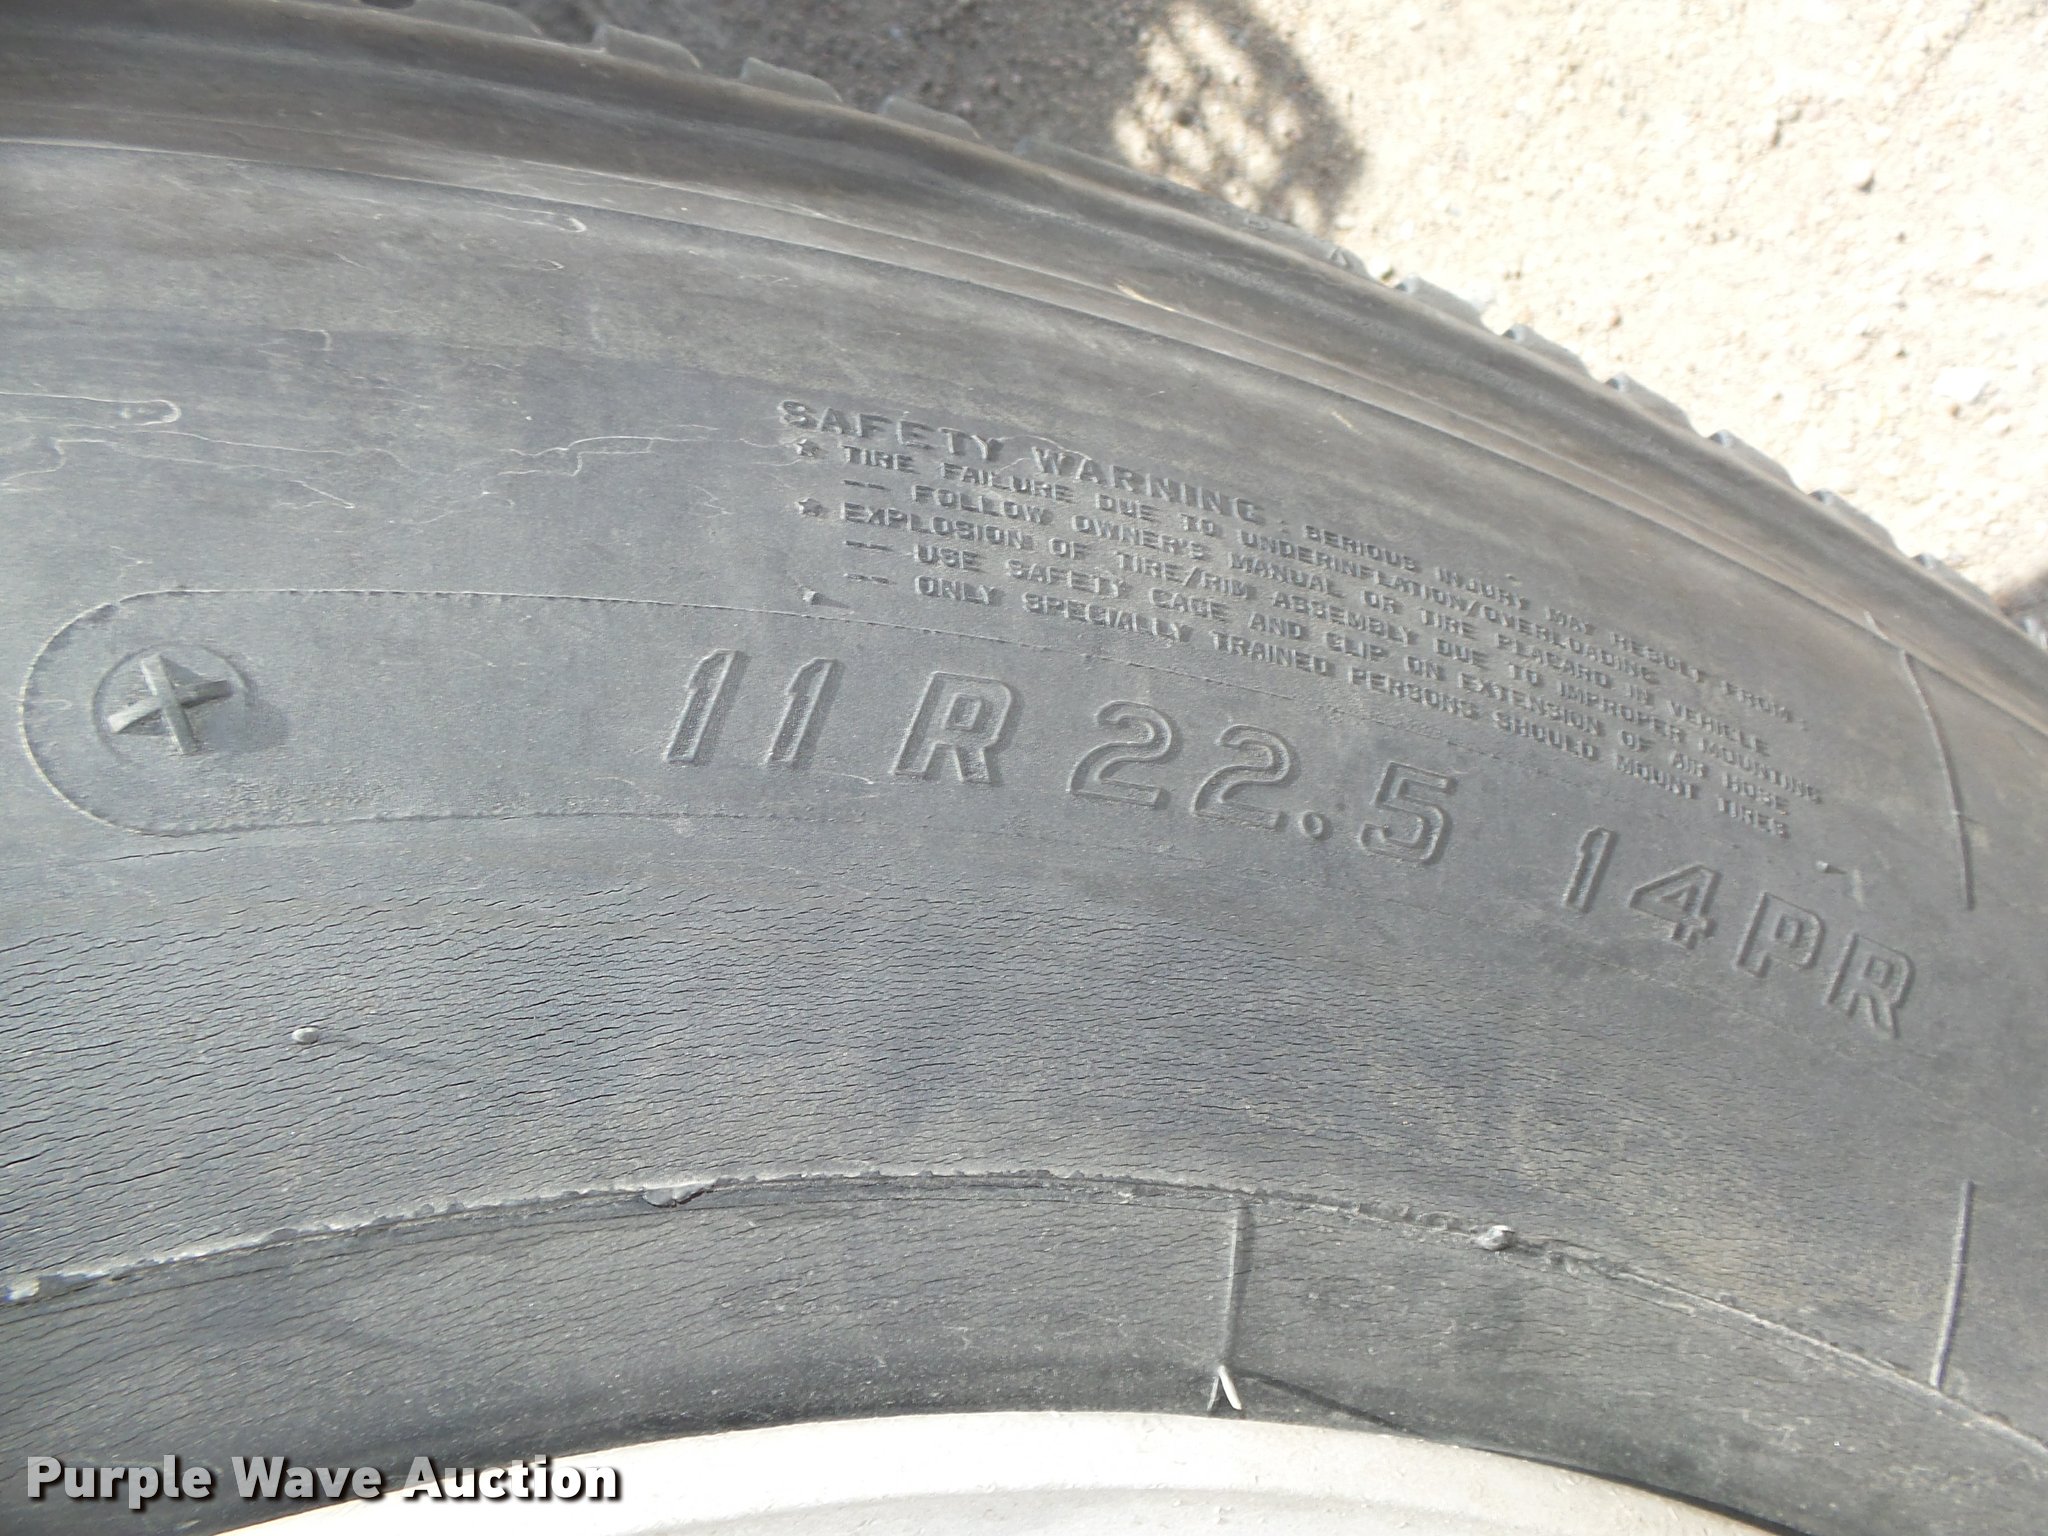 SAFETY WARNING : SERIOUS INJURY MAY RESULT FROM :
★ TIRE FAILURE DUE TO UNDERINFLATION/OVERLOADING
-- FOLLOW OWNER'S MANUAL OR TIRE PLACARD IN VEHICLE
★ EXPLOSION OF TIRE/RIM ASSEMBLY DUE TO IMPROPER MOUNTING
-- USE SAFETY CAGE AND CLIP ON EXTENSION OF AIR HOSE
-- ONLY SPECIALLY TRAINED PERSONS SHOULD MOUNT TIRES
11 R 22.5 14PR
Purple Wave Auction